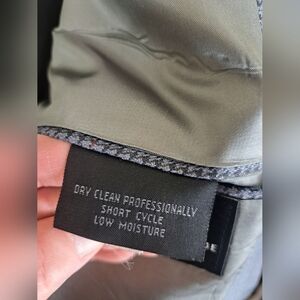 DRY CLEAN PROFESSIONALLY
SHORT CYCLE
LOW MOISTURE